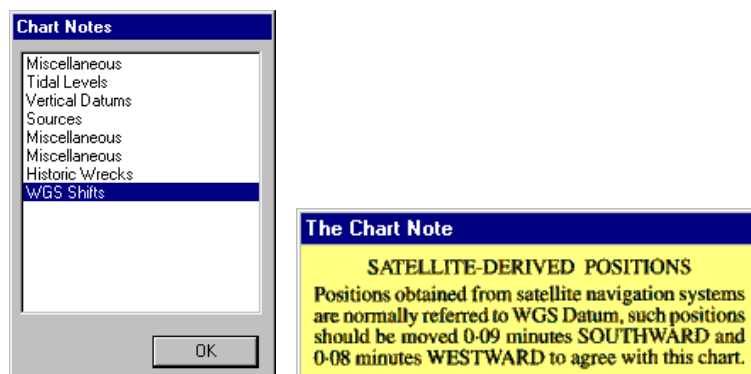 Chart Notes
Miscellaneous
Tidal Levels
Vertical Datums
Sources
Miscellaneous
Miscellaneous
Historic Wrecks
WGS Shifts
OK
The Chart Note
SATELLITE-DERIVED POSITIONS
Positions obtained from satellite navigation systems
are normally referred to WGS Datum, such positions
should be moved 0·09 minutes SOUTHWARD and
0·08 minutes WESTWARD to agree with this chart.